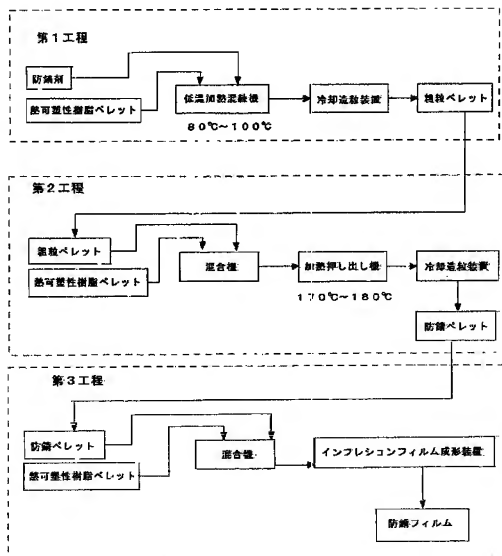 第1工程
防錆剤
熱可塑性樹脂ペレット
低温加熱混練機
冷却造粒装置
粗粒ペレット
80℃~100℃
第2工程
粗粒ペレット
熱可塑性樹脂ペレット
混合機
加熱押し出し機
冷却造粒装置
170℃~180℃
防錆ペレット
第3工程
防錆ペレット
熱可塑性樹脂ペレット
混合機
インフレションフィルム成形装置
防錆フィルム